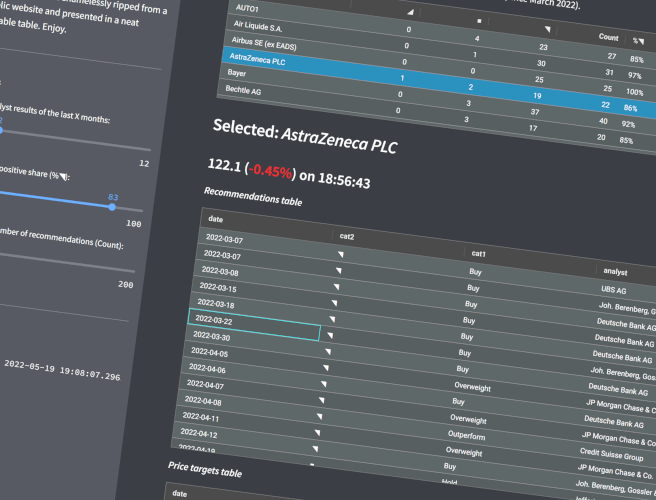 shamelessly ripped from a
lic website and presented in a neat
able table. Enjoy.
lyst results of the last X months:
2
12
positive share (%◥):
83
100
mber of recommendations (Count):
200
2022-05-19 19:08:07.296
since March 2022).
◢ ■ ◥ Count %◥
AUTO1 0 4 23 27 85%
Air Liquide S.A. 0 1 30 31 97%
Airbus SE (ex EADS) 0 0 25 25 100%
AstraZeneca PLC 1 2 19 22 86%
Bayer 0 3 37 40 92%
Bechtle AG 0 3 17 20 85%
Selected: AstraZeneca PLC
122.1 (-0.45%) on 18:56:43
Recommendations table
date cat2 cat1 analyst
2022-03-07 ◥ Buy UBS AG
2022-03-07 ◥ Buy Joh. Berenberg, G
2022-03-08 ◥ Buy Deutsche Bank AG
2022-03-15 ◥ Buy Deutsche Bank AG
2022-03-18 ◥ Buy Deutsche Bank AG
2022-03-22 ◥ Buy Joh. Berenberg, Gos
2022-03-30 ◥ Buy Deutsche Bank AG
2022-04-05 ◥ Overweight JP Morgan Chase & C
2022-04-06 ◥ Buy Deutsche Bank AG
2022-04-07 ◥ Overweight JP Morgan Chase & Co
2022-04-08 ◥ Outperform Credit Suisse Group
2022-04-11 ◥ Overweight JP Morgan Chase & Co.
2022-04-12 ◥ Buy Joh. Berenberg, Gossler
2022-04-19 Hold
Price targets table
date